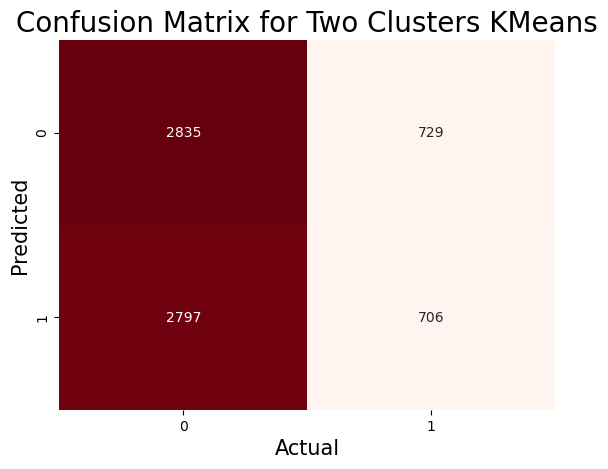 Confusion Matrix for Two Clusters KMeans
Predicted
0
2835
729
1
2797
706
0
1
Actual